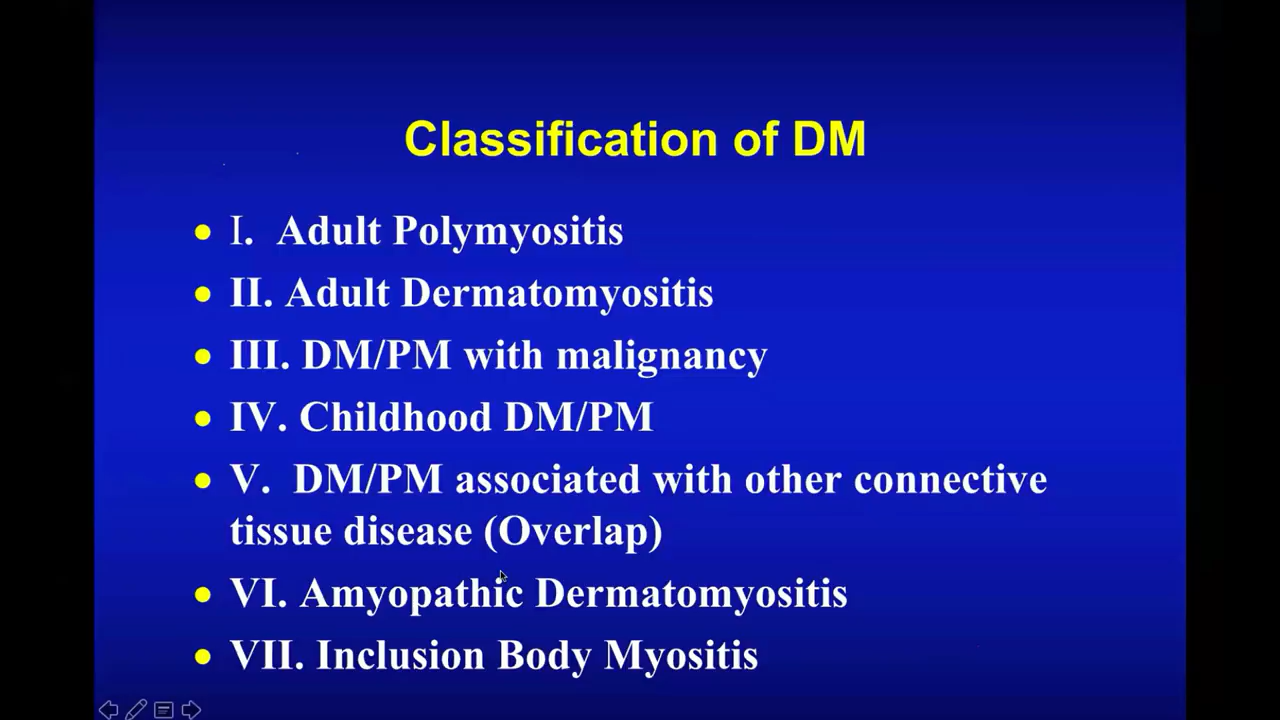 Classification of DM
• I. Adult Polymyositis
• II. Adult Dermatomyositis
• III. DM/PM with malignancy
• IV. Childhood DM/PM
• V. DM/PM associated with other connective
tissue disease (Overlap)
• VI. Amyopathic Dermatomyositis
• VII. Inclusion Body Myositis